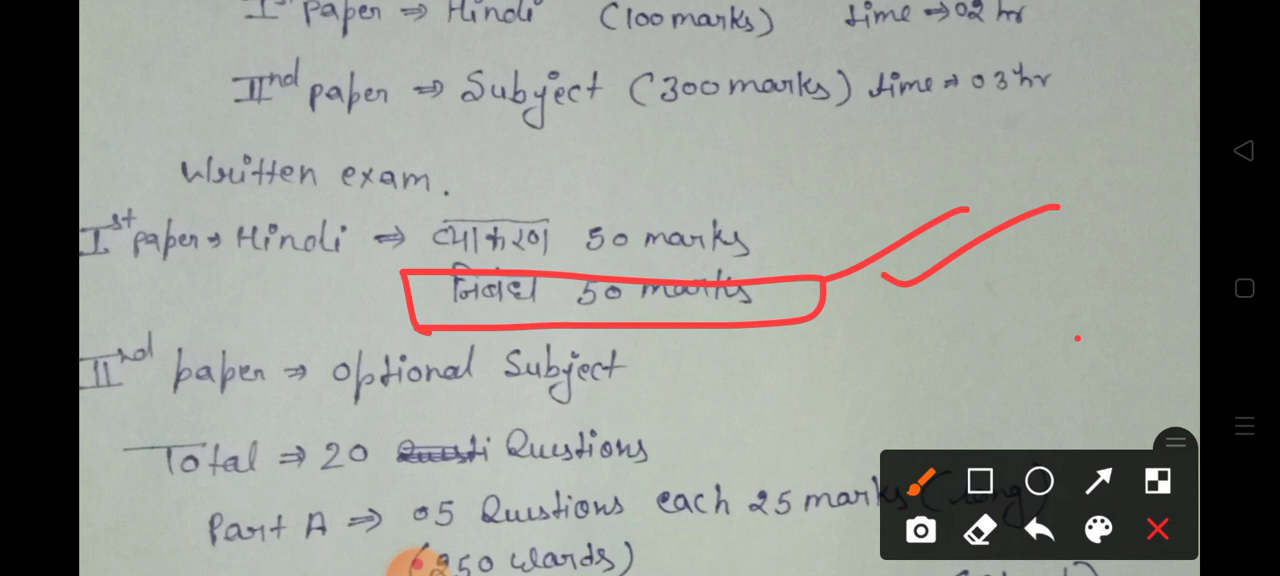 Ist paper ⇒ Hindi (100 marks) time → 02 hr
IInd paper ⇒ Subject (300 marks) time → 03 hr
Written exam.
Ist paper → Hindi ⇒ व्याकरण 50 marks
निबंध 50 marks
IInd paper ⇒ optional Subject
Total ⇒ 20 Questions
Part A ⇒ 05 Questions each 25 marks (long)
(250 words)